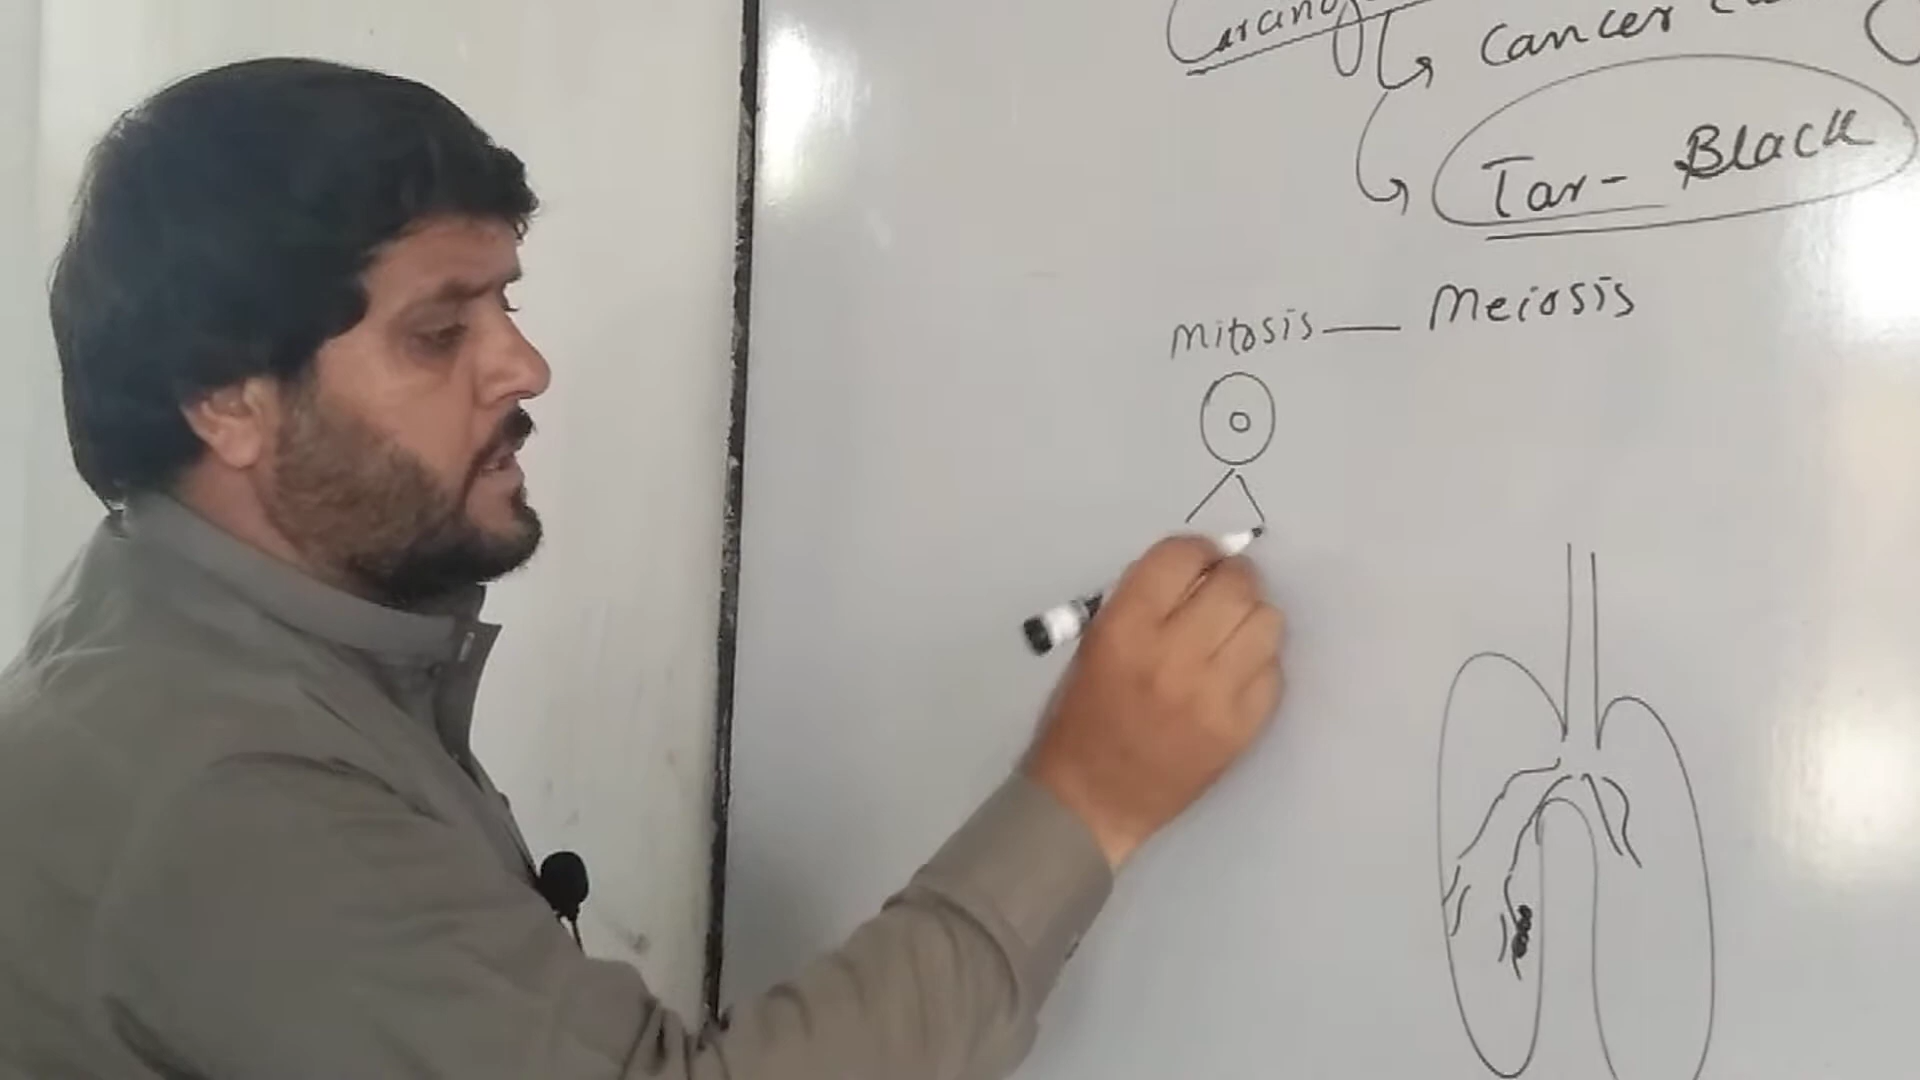 cancer
Tar- Black
Mitosis — Meiosis